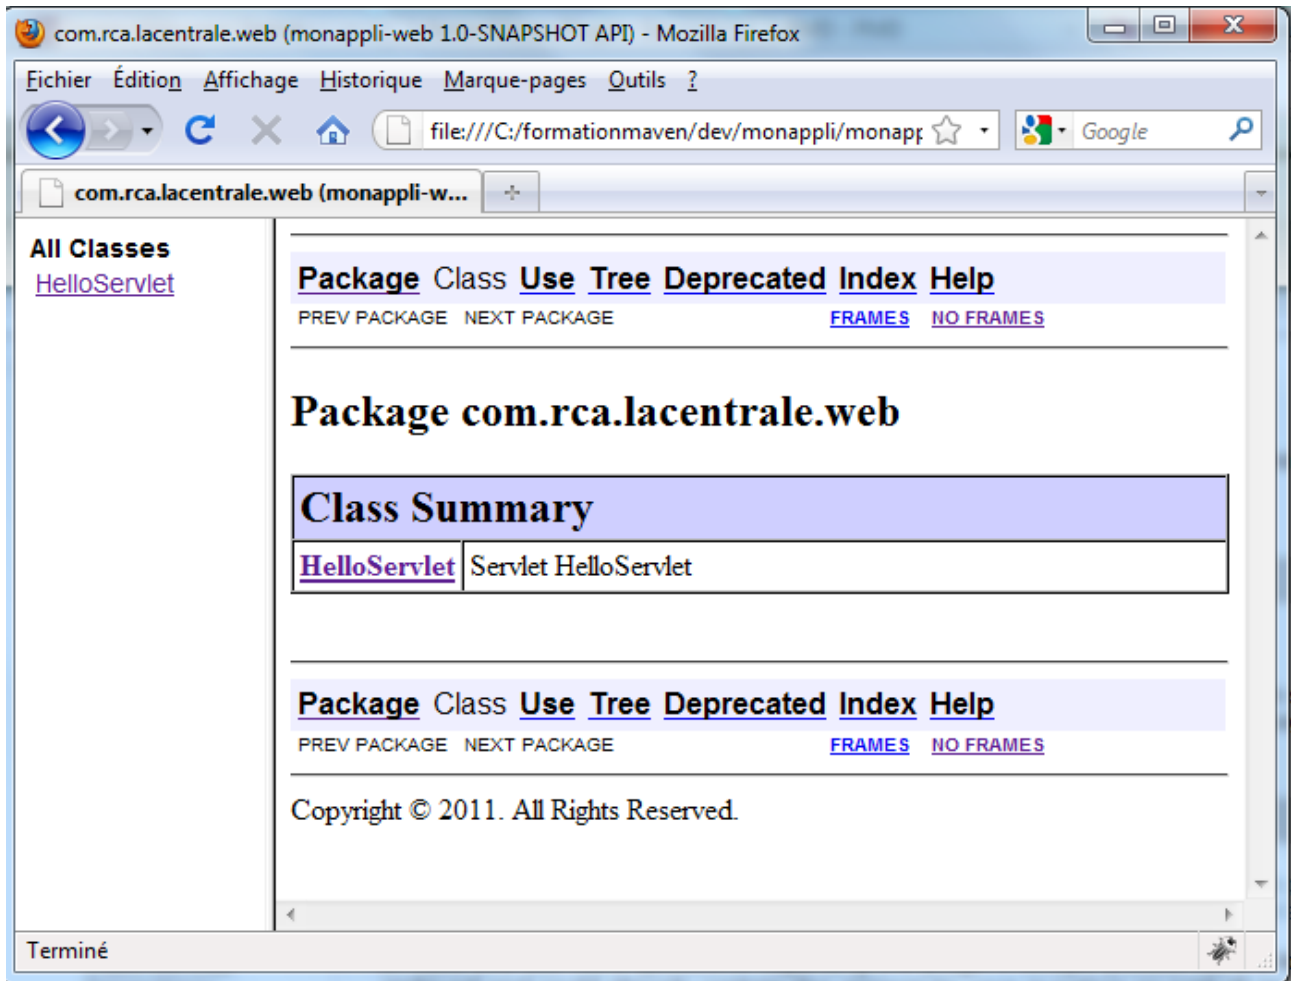 com.rca.lacentrale.web (monappli-web 1.0-SNAPSHOT API) - Mozilla Firefox
Fichier Édition Affichage Historique Marque-pages Outils ?
file:///C:/formationmaven/dev/monappli/monapp Google
com.rca.lacentrale.web (monappli-w...
All Classes
HelloServlet
Package Class Use Tree Deprecated Index Help
PREV PACKAGE NEXT PACKAGE FRAMES NO FRAMES
Package com.rca.lacentrale.web
Class Summary
HelloServlet Servlet HelloServlet
Package Class Use Tree Deprecated Index Help
PREV PACKAGE NEXT PACKAGE FRAMES NO FRAMES
Copyright © 2011. All Rights Reserved.
Terminé